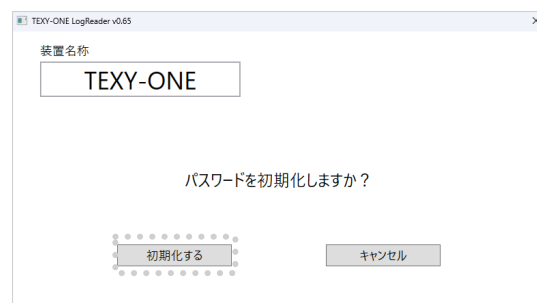 TEXY-ONE LogReader v0.65
装置名称
TEXY-ONE
パスワードを初期化しますか？
初期化する
キャンセル